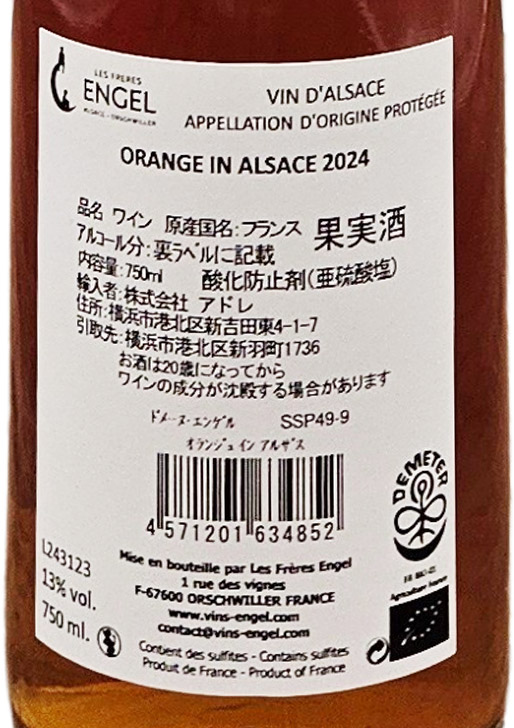 LES FRÈRES
ENGEL
ALSACE - ORSCHWILLER
VIN D'ALSACE
APPELLATION D'ORIGINE PROTÉGÉE
ORANGE IN ALSACE 2024
品名 ワイン 原産国名:フランス 果実酒
アルコール分:裏ラベルに記載
内容量:750ml 酸化防止剤(亜硫酸塩)
輸入者:株式会社 アドレ
住所:横浜市港北区新吉田東4-1-7
引取先:横浜市港北区新羽町1736
お酒は20歳になってから
ワインの成分が沈殿する場合があります
ドメーヌ・エンゲル SSP49-9
オランジュ イン アルザス
4 571201 634852
DEMETER
L243123
13% vol.
750 ml.
Mise en bouteille par Les Frères Engel
1 rue des vignes
F-67600 ORSCHWILLER FRANCE
www.vins-engel.com
contact@vins-engel.com
Contient des sulfites - Contains sulfites
Produit de France - Product of France
Agriculture France